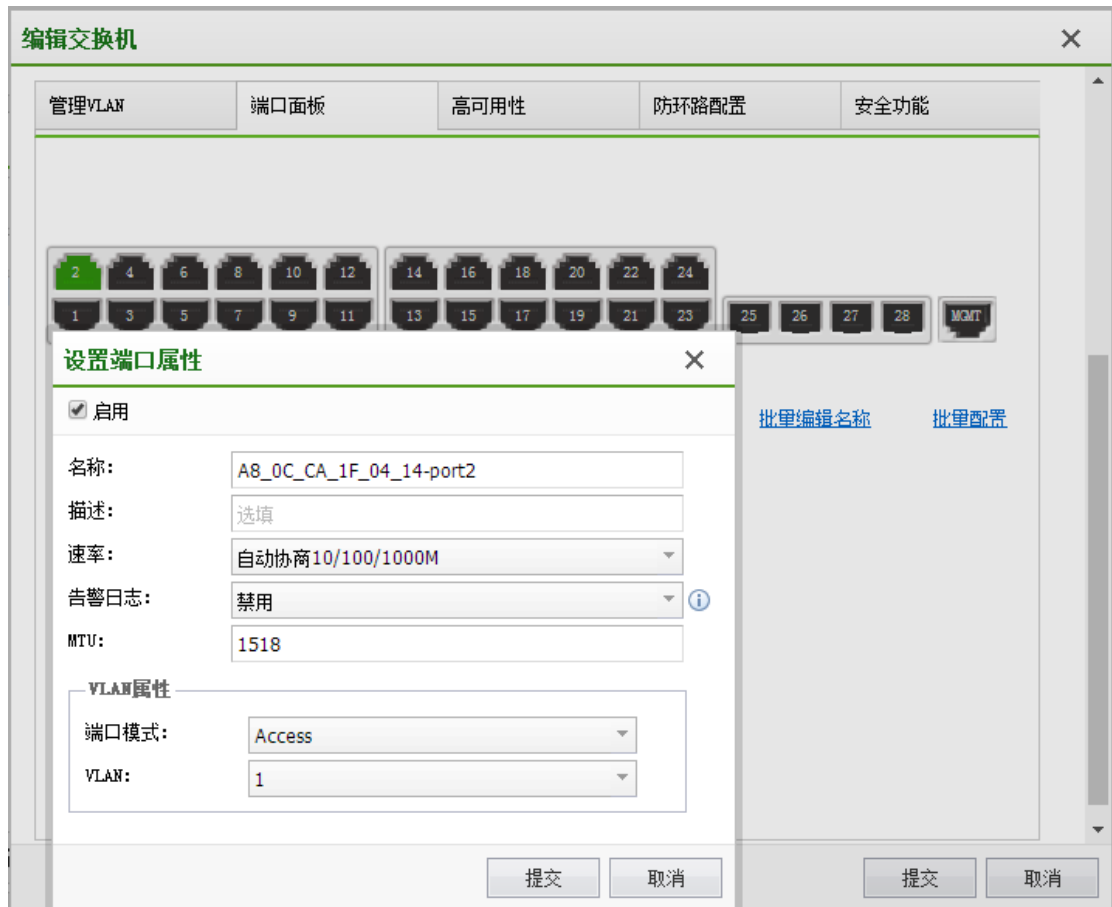 编辑交换机
管理VLAN 端口面板 高可用性 防环路配置 安全功能
2 4 6 8 10 12 14 16 18 20 22 24
1 3 5 7 9 11 13 15 17 19 21 23 25 26 27 28 MGMT
设置端口属性
启用
批里编辑名称 批里配置
名称: A8_0C_CA_1F_04_14-port2
描述: 选填
速率: 自动协商10/100/1000M
告警日志: 禁用
MTU: 1518
VLAN属性
端口模式: Access
VLAN: 1
提交 取消 提交 取消